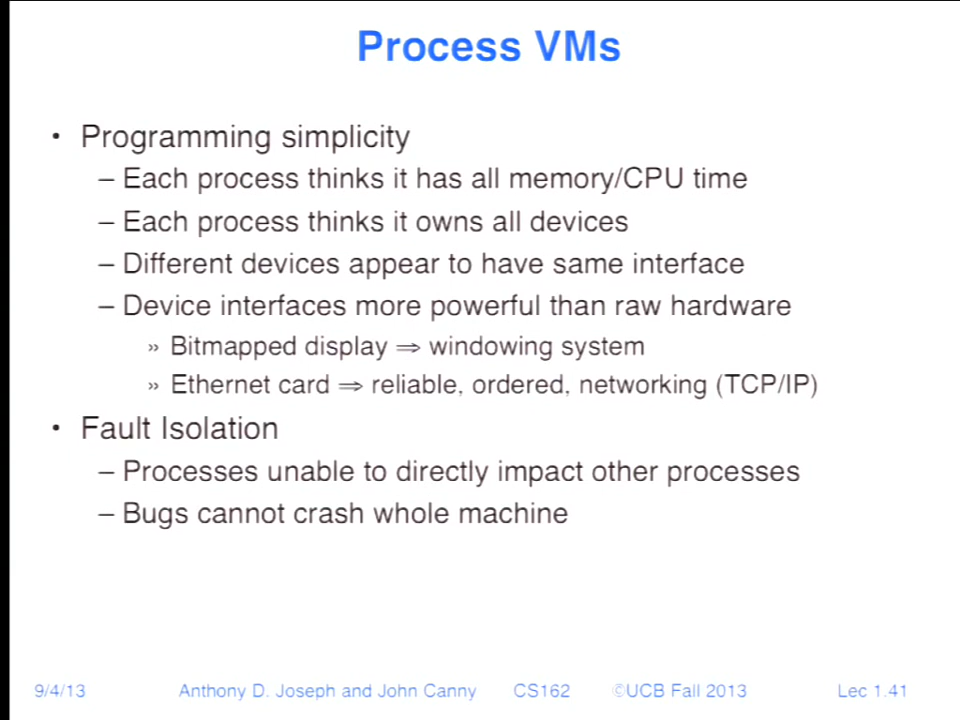 Process VMs
• Programming simplicity
– Each process thinks it has all memory/CPU time
– Each process thinks it owns all devices
– Different devices appear to have same interface
– Device interfaces more powerful than raw hardware
» Bitmapped display ⇒ windowing system
» Ethernet card ⇒ reliable, ordered, networking (TCP/IP)
• Fault Isolation
– Processes unable to directly impact other processes
– Bugs cannot crash whole machine
9/4/13 Anthony D. Joseph and John Canny CS162 ©UCB Fall 2013 Lec 1.41